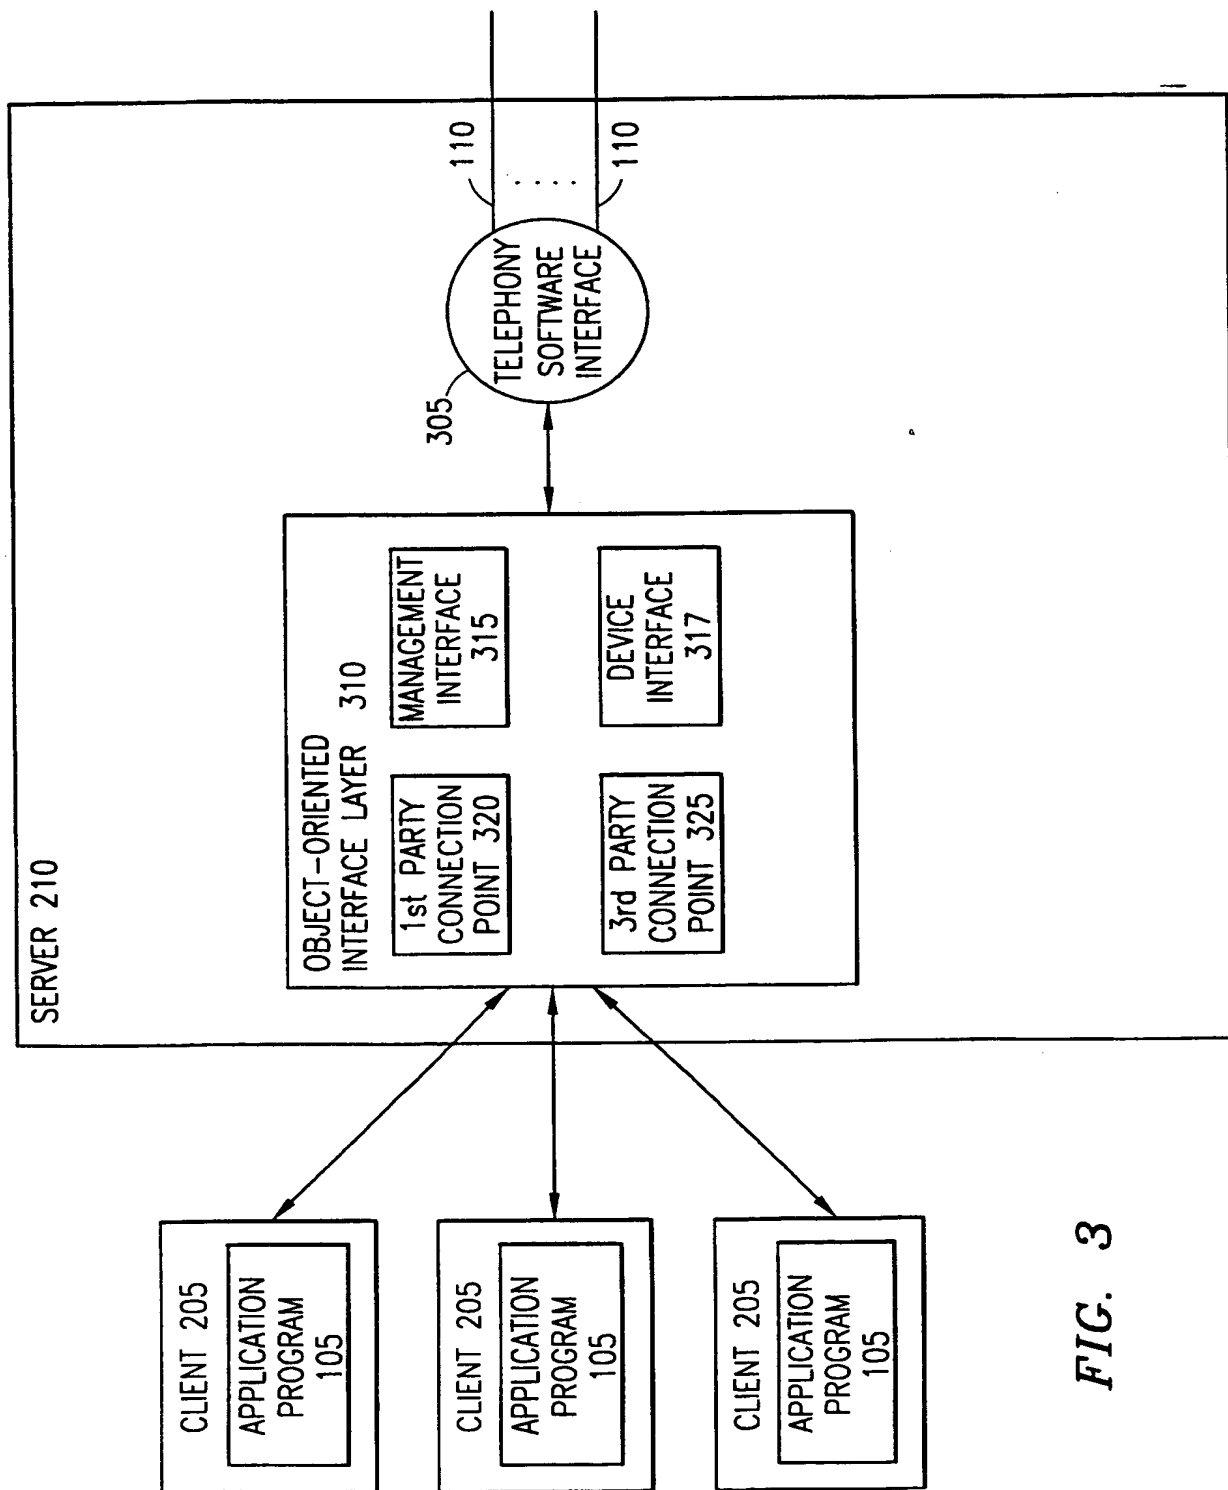 SERVER 210
OBJECT-ORIENTED
INTERFACE LAYER 310
1st PARTY
CONNECTION
POINT 320
MANAGEMENT
INTERFACE
315
3rd PARTY
CONNECTION
POINT 325
DEVICE
INTERFACE
317
305
TELEPHONY
SOFTWARE
INTERFACE
110
110
CLIENT 205
APPLICATION
PROGRAM
105
CLIENT 205
APPLICATION
PROGRAM
105
CLIENT 205
APPLICATION
PROGRAM
105
FIG. 3